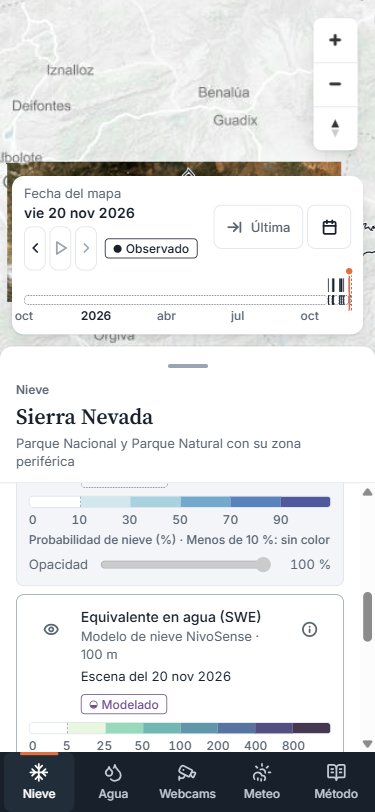 Iznalloz
Benalúa
Deifontes
Guadix
lbolote
Fecha del mapa
vie 20 nov 2026
Última
Observado
oct 2026 abr jul oct
Orgiva
Nieve
Sierra Nevada
Parque Nacional y Parque Natural con su zona
periférica
0 10 30 50 70 90
Probabilidad de nieve (%) · Menos de 10 %: sin color
Opacidad 100 %
Equivalente en agua (SWE)
Modelo de nieve NivoSense ·
100 m
Escena del 20 nov 2026
Modelado
0 5 25 50 100 200 400 800
Nieve Agua Webcams Meteo Método